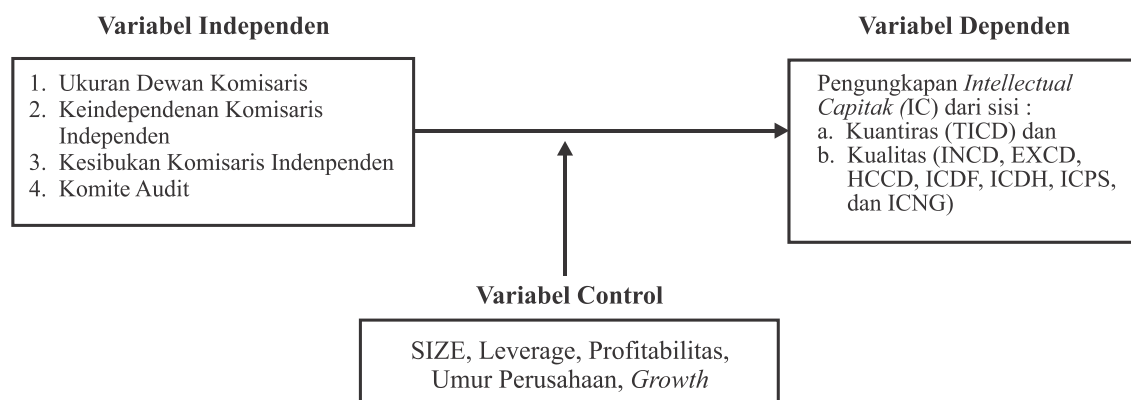 Variabel Independen
1. Ukuran Dewan Komisaris
2. Keindependenan Komisaris
Independen
3. Kesibukan Komisaris Indenpenden
4. Komite Audit
Variabel Dependen
Pengungkapan Intellectual
Capitak (IC) dari sisi :
a. Kuantiras (TICD) dan
b. Kualitas (INCD, EXCD,
HCCD, ICDF, ICDH, ICPS,
dan ICNG)
Variabel Control
SIZE, Leverage, Profitabilitas,
Umur Perusahaan, Growth